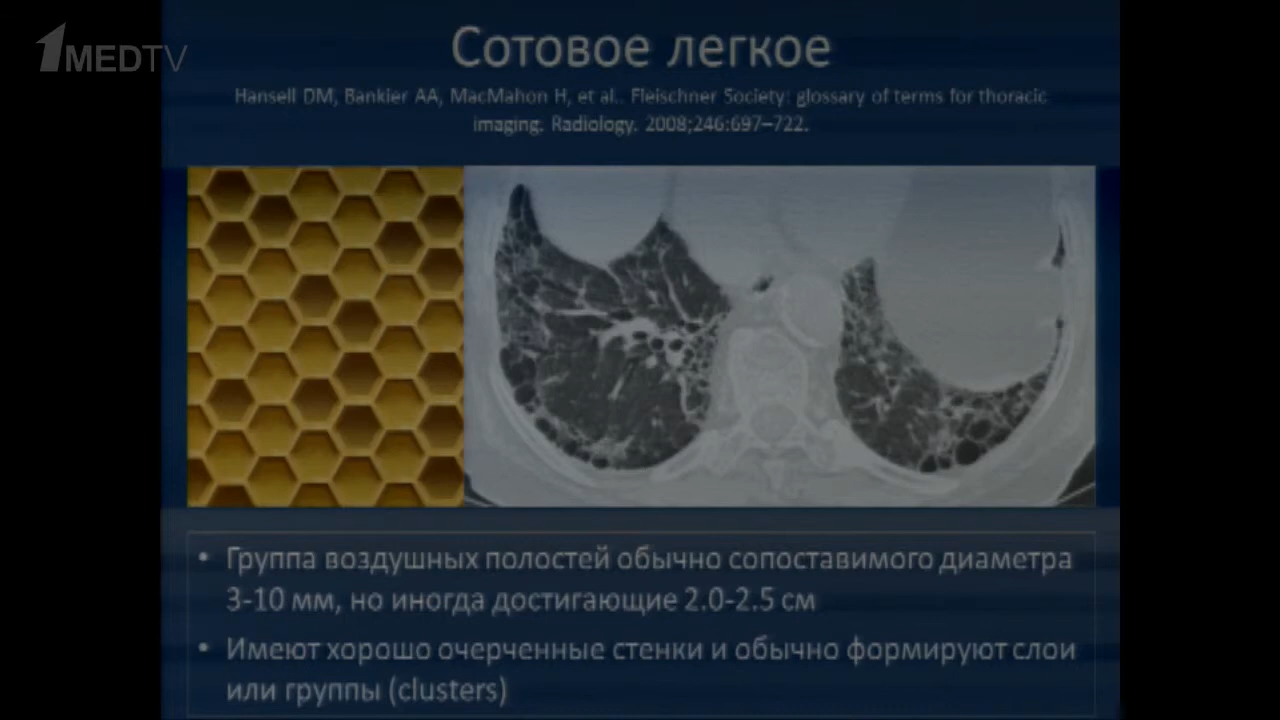 1MEDTV
Сотовое легкое
Hansell DM, Bankier AA, MacMahon H, et al.. Fleischner Society: glossary of terms for thoracic
imaging. Radiology. 2008;246:697–722.
• Группа воздушных полостей обычно сопоставимого диаметра
3-10 мм, но иногда достигающие 2.0-2.5 см
• Имеют хорошо очерченные стенки и обычно формируют слои
или группы (clusters)